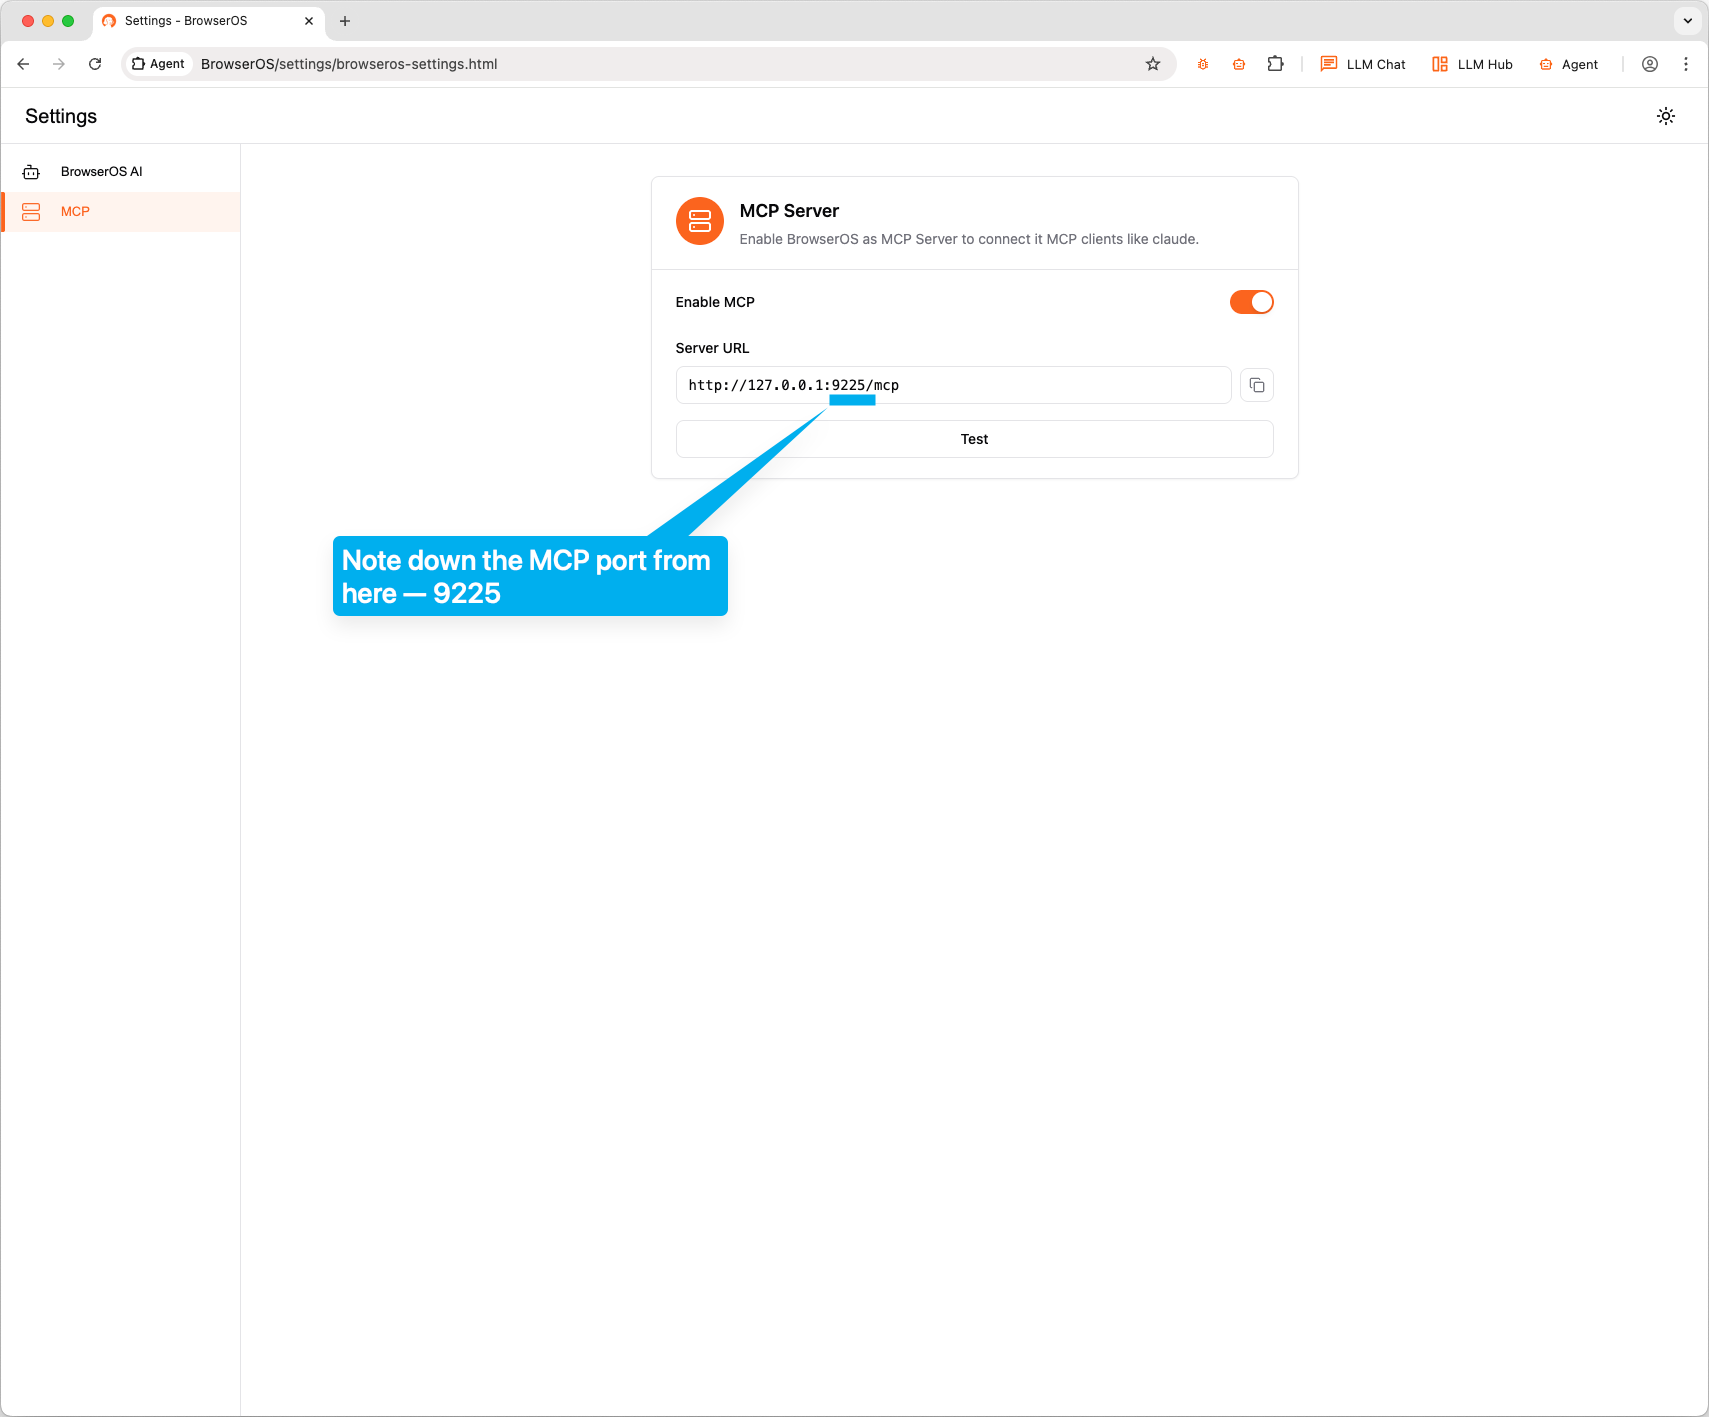 Settings - BrowserOS
Agent
BrowserOS/settings/browseros-settings.html
LLM Chat
LLM Hub
Agent
Settings
BrowserOS AI
MCP
MCP Server
Enable BrowserOS as MCP Server to connect it MCP clients like claude.
Enable MCP
Server URL
http://127.0.0.1:9225/mcp
Test
Note down the MCP port from
here — 9225